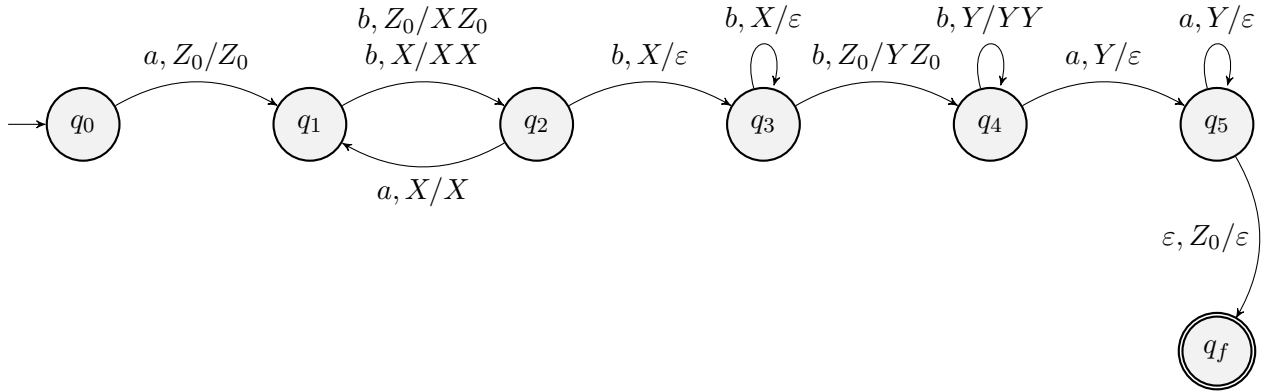 b, Z₀/XZ₀
b, X/XX
a, Z₀/Z₀
b, X/ε
b, X/ε
b, Z₀/YZ₀
b, Y/YY
a, Y/ε
a, Y/ε
q₀
q₁
q₂
q₃
q₄
q₅
a, X/X
ε, Z₀/ε
q_f